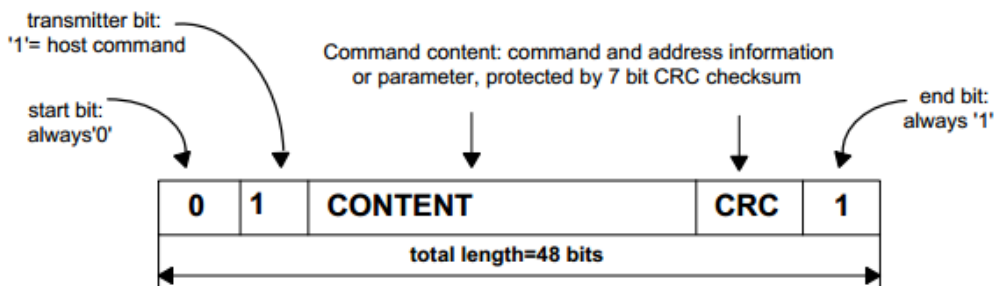 transmitter bit:
'1'= host command
Command content: command and address information
or parameter, protected by 7 bit CRC checksum
start bit:
always'0'
end bit:
always '1'
0 1 CONTENT CRC 1
total length=48 bits